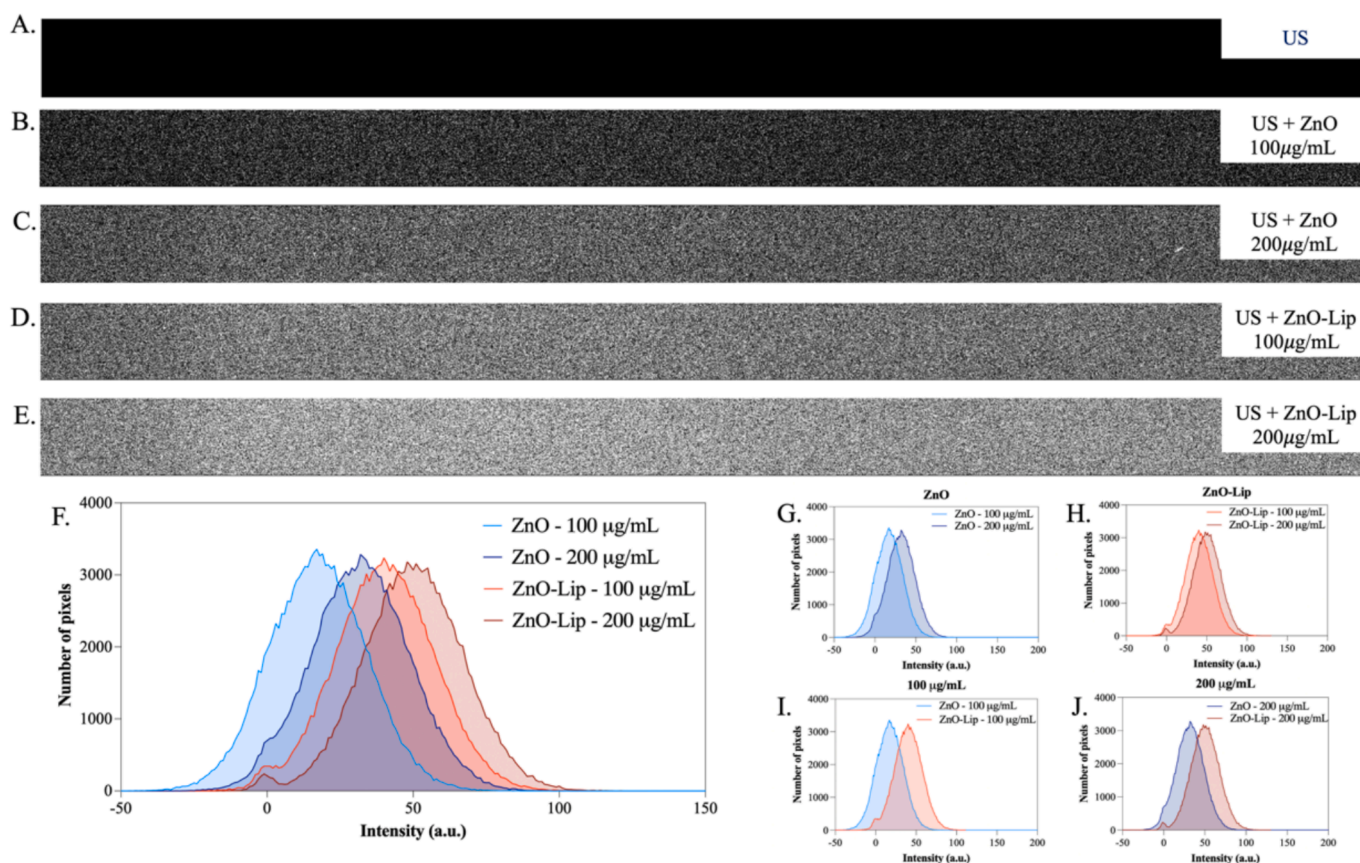 A.
US
B.
US + ZnO
100µg/mL
C.
US + ZnO
200µg/mL
D.
US + ZnO-Lip
100µg/mL
E.
US + ZnO-Lip
200µg/mL
F.
4000
3000
2000
1000
0
Number of pixels
-50
0
50
100
150
Intensity (a.u.)
ZnO - 100 µg/mL
ZnO - 200 µg/mL
ZnO-Lip - 100 µg/mL
ZnO-Lip - 200 µg/mL
G.
ZnO
ZnO - 100 µg/mL
ZnO - 200 µg/mL
4000
3000
2000
1000
0
Number of pixels
-50
0
50
100
150
200
Intensity (a.u.)
H.
ZnO-Lip
ZnO-Lip - 100 µg/mL
ZnO-Lip - 200 µg/mL
4000
3000
2000
1000
0
Number of pixels
-50
0
50
100
150
200
Intensity (a.u.)
I.
100 µg/mL
ZnO - 100 µg/mL
ZnO-Lip - 100 µg/mL
4000
3000
2000
1000
0
Number of pixels
-50
0
50
100
150
200
Intensity (a.u.)
J.
200 µg/mL
ZnO - 200 µg/mL
ZnO-Lip - 200 µg/mL
4000
3000
2000
1000
0
Number of pixels
-50
0
50
100
150
200
Intensity (a.u.)